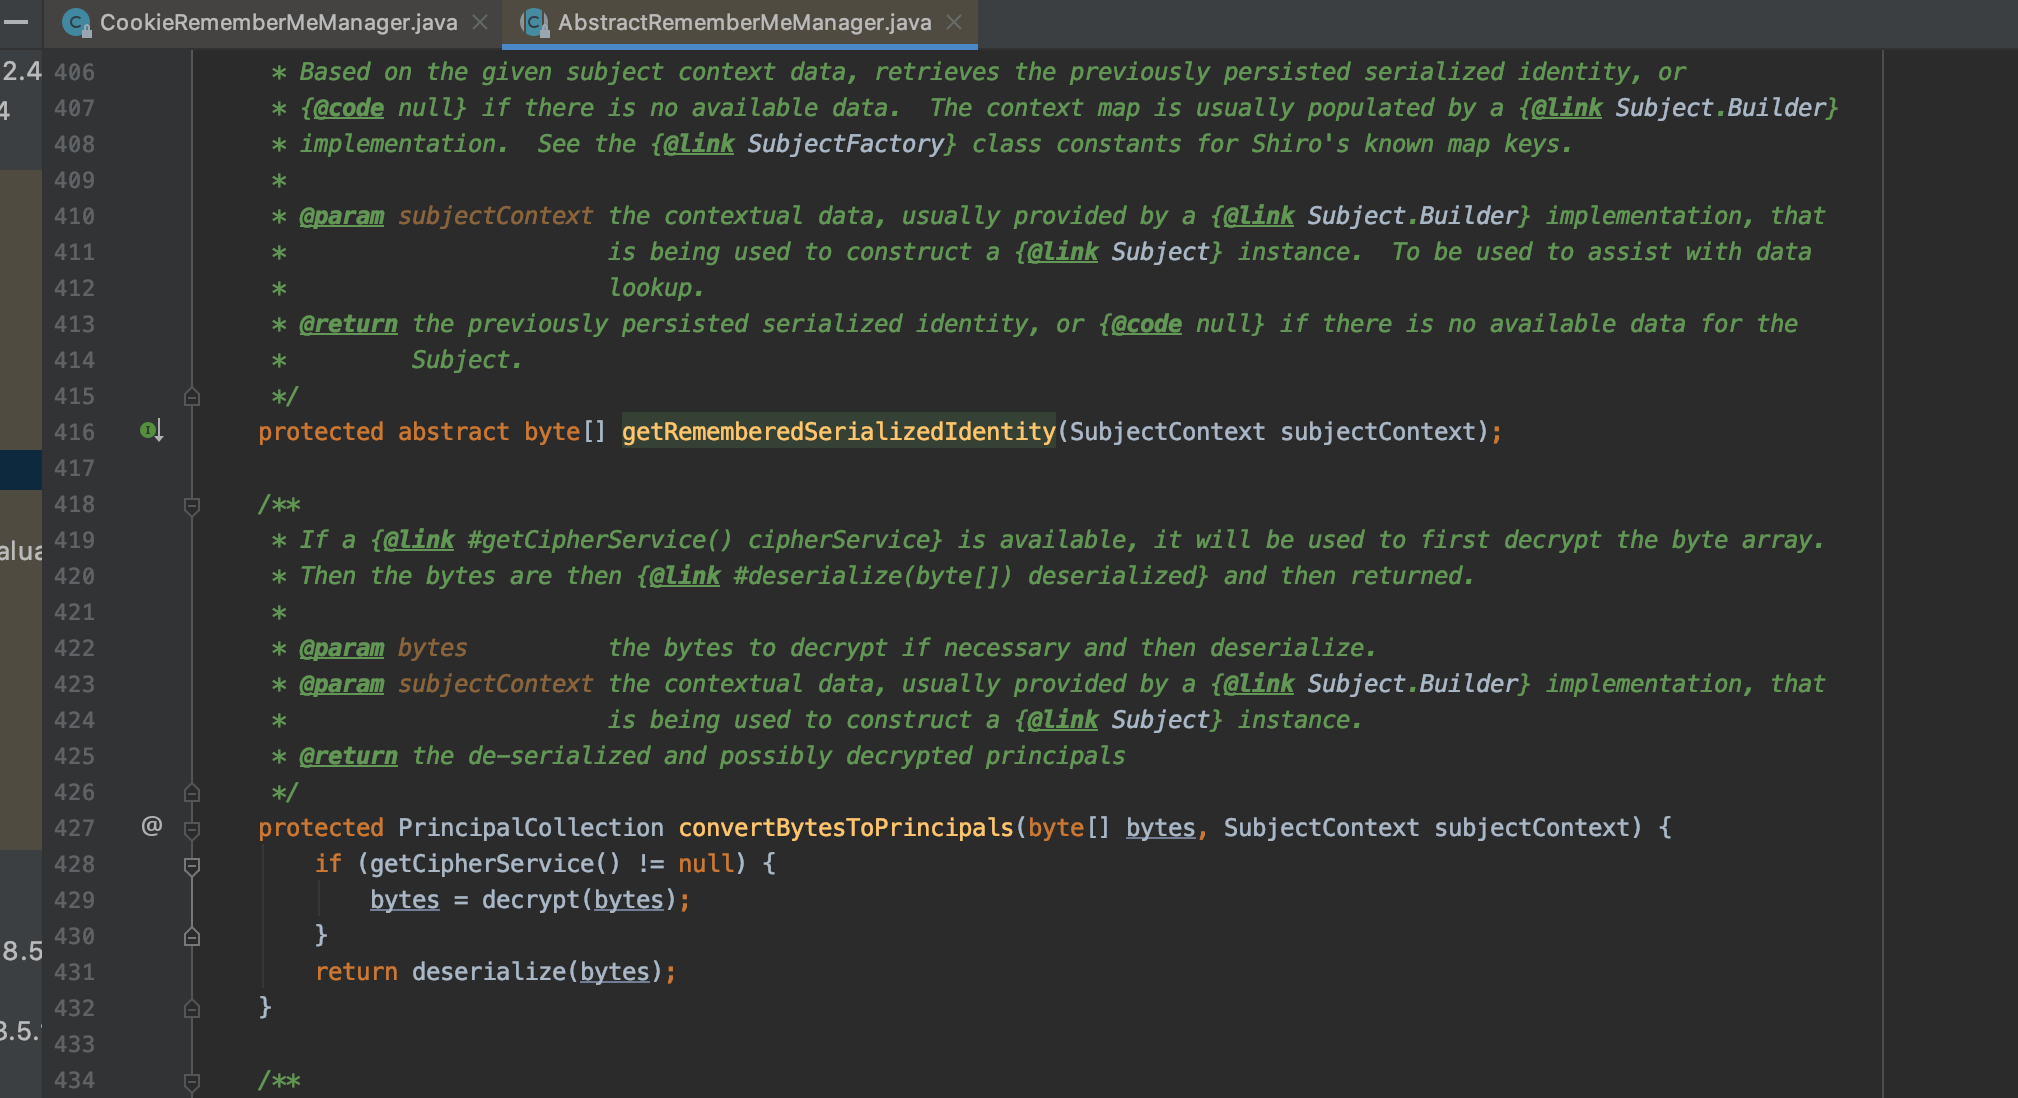 CookieRememberMeManager.java
AbstractRememberMeManager.java
2.4
4
alua
8.5
3.5.
406 * Based on the given subject context data, retrieves the previously persisted serialized identity, or
407 * {@code null} if there is no available data.  The context map is usually populated by a {@link Subject.Builder}
408 * implementation.  See the {@link SubjectFactory} class constants for Shiro's known map keys.
409 *
410 * @param subjectContext the contextual data, usually provided by a {@link Subject.Builder} implementation, that
411 *                       is being used to construct a {@link Subject} instance.  To be used to assist with data
412 *                       lookup.
413 * @return the previously persisted serialized identity, or {@code null} if there is no available data for the
414 *         Subject.
415 */
416 protected abstract byte[] getRememberedSerializedIdentity(SubjectContext subjectContext);
417
418 /**
419 * If a {@link #getCipherService() cipherService} is available, it will be used to first decrypt the byte array.
420 * Then the bytes are then {@link #deserialize(byte[]) deserialized} and then returned.
421 *
422 * @param bytes          the bytes to decrypt if necessary and then deserialize.
423 * @param subjectContext the contextual data, usually provided by a {@link Subject.Builder} implementation, that
424 *                       is being used to construct a {@link Subject} instance.
425 * @return the de-serialized and possibly decrypted principals
426 */
427 @ protected PrincipalCollection convertBytesToPrincipals(byte[] bytes, SubjectContext subjectContext) {
428     if (getCipherService() != null) {
429         bytes = decrypt(bytes);
430     }
431     return deserialize(bytes);
432 }
433
434 /**